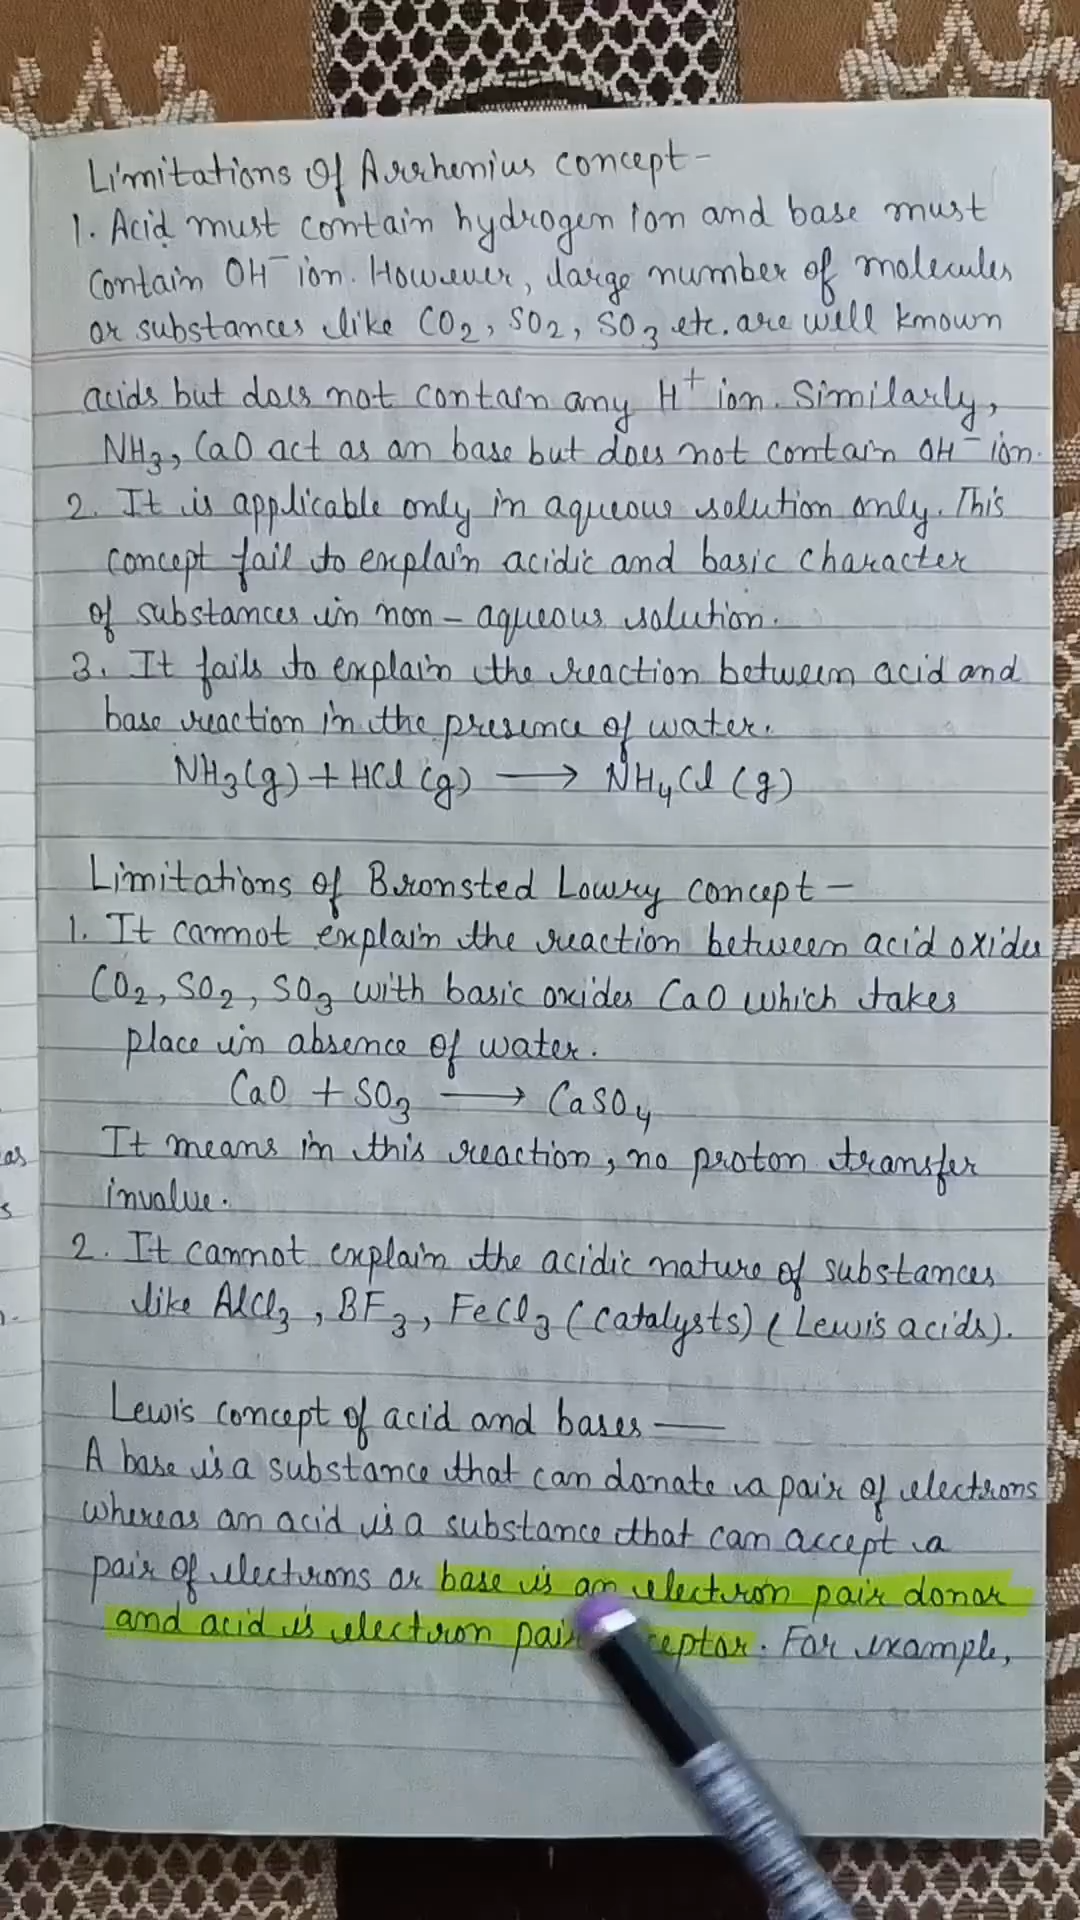 Limitations Of Arrhenius concept-
1. Acid must contain hydrogen ion and base must
contain OH⁻ ion. However, large number of molecules
or substances like CO2, SO2, SO3 etc. are well known
acids but does not contain any H⁺ ion. Similarly,
NH3, CaO act as an base but does not contain OH⁻ ion.
2. It is applicable only in aqueous solution only. This
concept fail to explain acidic and basic character
of substances in non-aqueous solution.
3. It fails to explain the reaction between acid and
base reaction in the presence of water.
NH3(g) + HCl(g) ⟶ NH4Cl (g)
Limitations of Bronsted Lowry concept-
1. It cannot explain the reaction between acid oxides
CO2, SO2, SO3 with basic oxides CaO which takes
place in absence of water.
CaO + SO3 ⟶ CaSO4
as It means in this reaction, no proton transfer
s involve.
2. It cannot explain the acidic nature of substances
like AlCl3, BF3, FeCl3 (Catalysts) (Lewis acids).
Lewis concept of acid and bases —
A base is a substance that can donate a pair of electrons
whereas an acid is a substance that can accept a
pair of electrons or base is an electron pair donor
and acid is electron pair ceptor. For example,